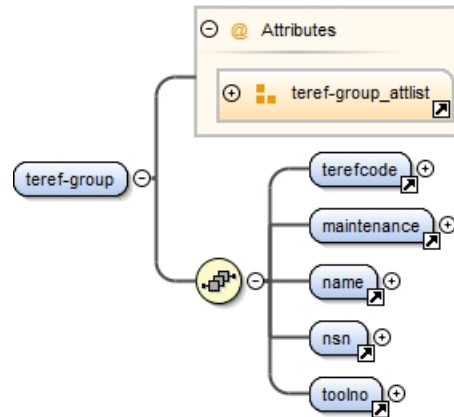 @ Attributes
teref-group_attlist
teref-group
terefcode
maintenance
name
nsn
toolno